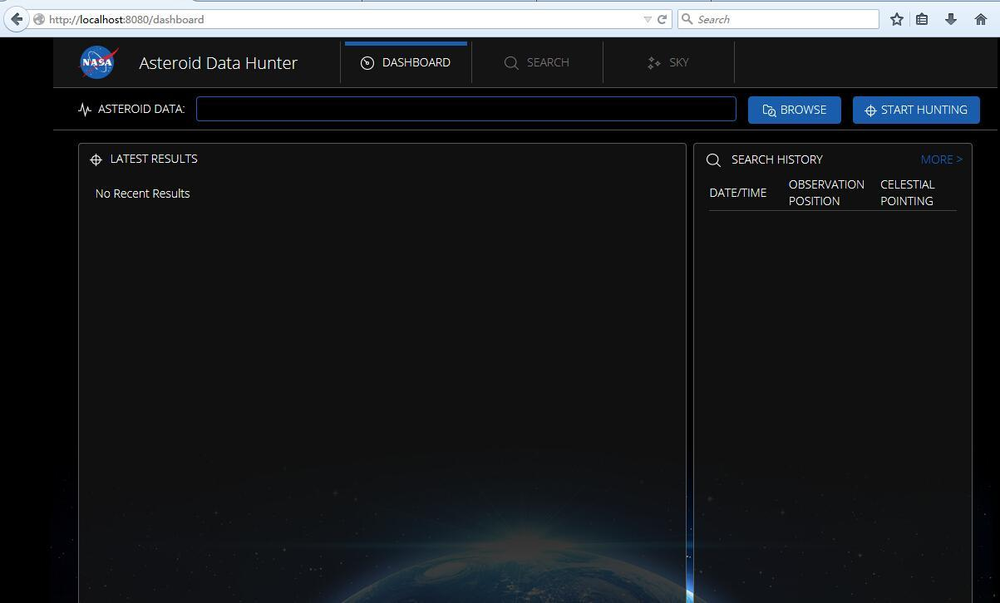 http://localhost:8080/dashboard
Search
NASA
Asteroid Data Hunter
DASHBOARD
SEARCH
SKY
ASTEROID DATA:
BROWSE
START HUNTING
LATEST RESULTS
No Recent Results
SEARCH HISTORY
MORE >
DATE/TIME
OBSERVATION
POSITION
CELESTIAL
POINTING